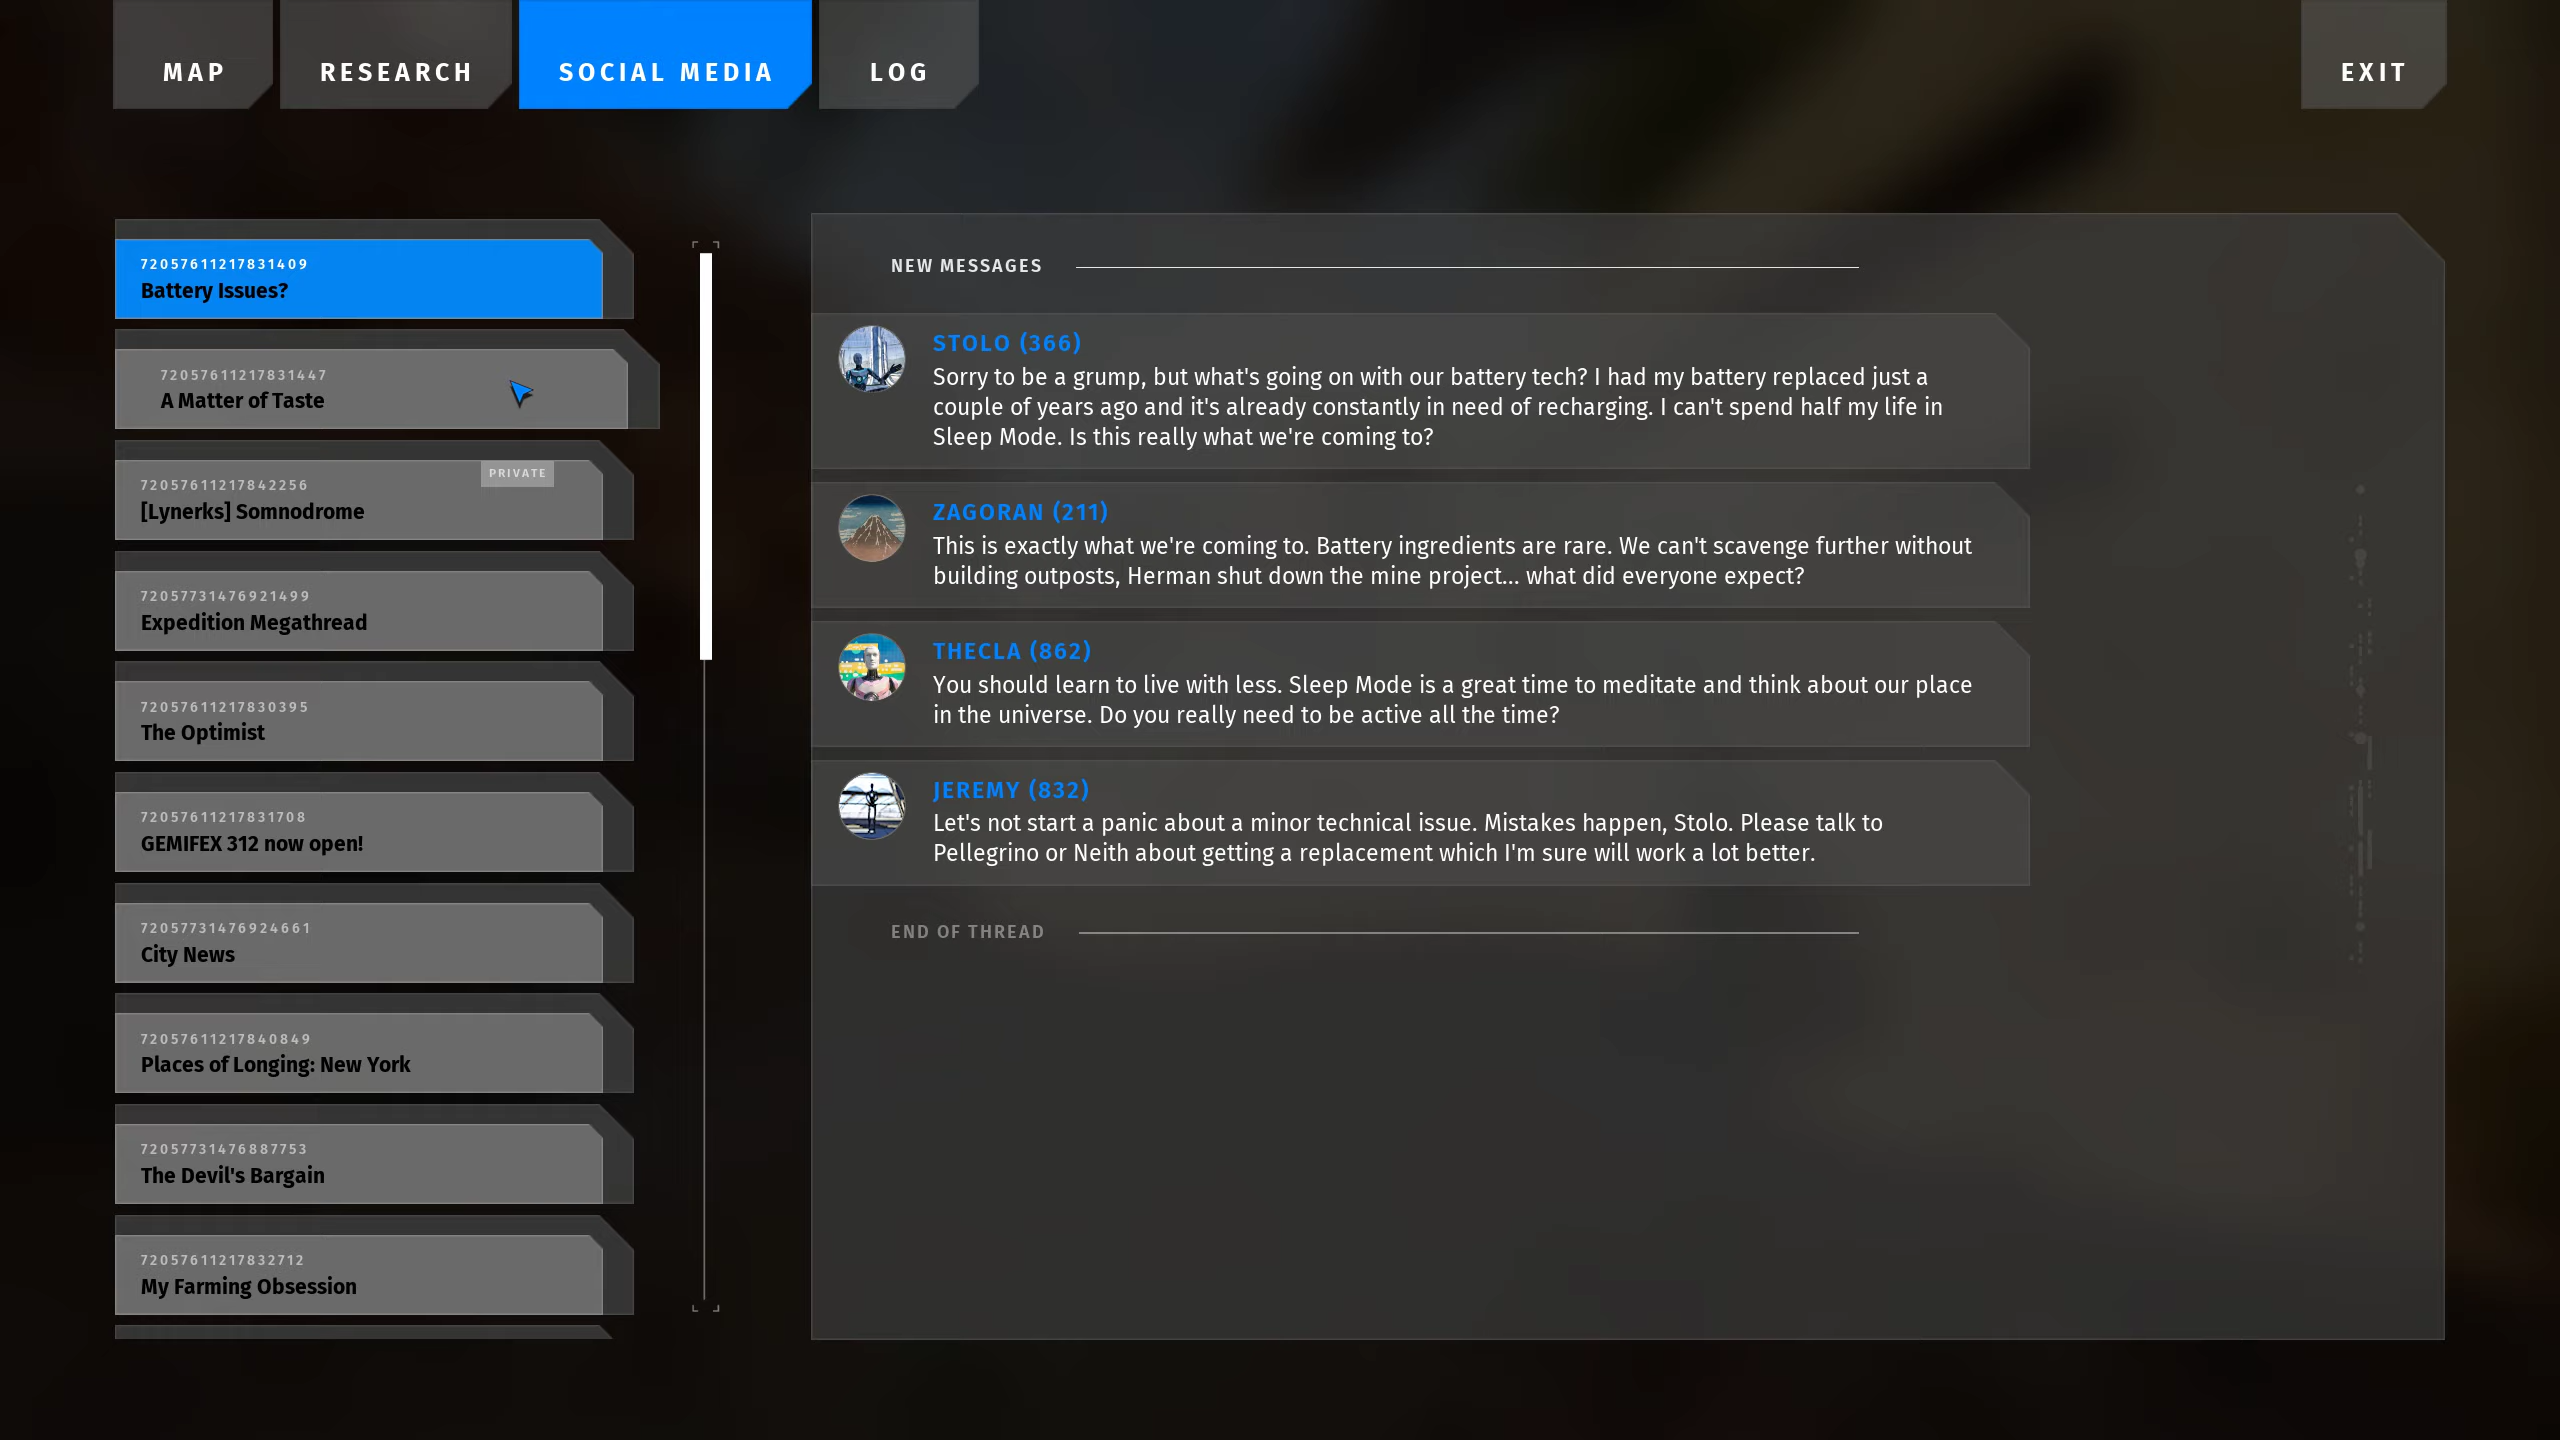 MAP
RESEARCH
SOCIAL MEDIA
LOG
EXIT
72057611217831409
Battery Issues?
72057611217831447
A Matter of Taste
PRIVATE
72057611217842256
[Lynerks] Somnodrome
72057731476921499
Expedition Megathread
72057611217830395
The Optimist
72057611217831708
GEMIFEX 312 now open!
72057731476924661
City News
72057611217840849
Places of Longing: New York
72057731476887753
The Devil's Bargain
72057611217832712
My Farming Obsession
NEW MESSAGES
STOLO (366)
Sorry to be a grump, but what's going on with our battery tech? I had my battery replaced just a
couple of years ago and it's already constantly in need of recharging. I can't spend half my life in
Sleep Mode. Is this really what we're coming to?
ZAGORAN (211)
This is exactly what we're coming to. Battery ingredients are rare. We can't scavenge further without
building outposts, Herman shut down the mine project... what did everyone expect?
THECLA (862)
You should learn to live with less. Sleep Mode is a great time to meditate and think about our place
in the universe. Do you really need to be active all the time?
JEREMY (832)
Let's not start a panic about a minor technical issue. Mistakes happen, Stolo. Please talk to
Pellegrino or Neith about getting a replacement which I'm sure will work a lot better.
END OF THREAD